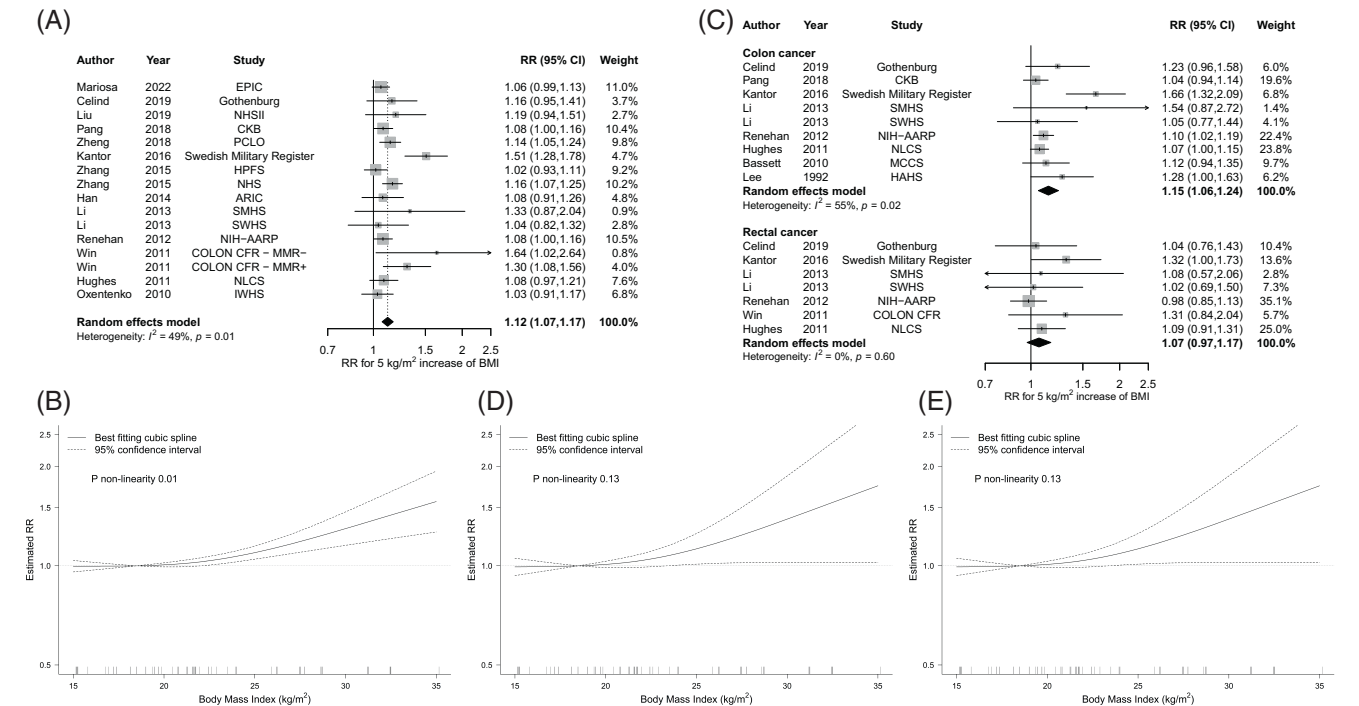 (A)
Author Year Study RR (95% CI) Weight
Mariosa 2022 EPIC 1.06 (0.99,1.13) 11.0%
Celind 2019 Gothenburg 1.16 (0.95,1.41) 3.7%
Liu 2019 NHSII 1.19 (0.94,1.51) 2.7%
Pang 2018 CKB 1.08 (1.00,1.16) 10.4%
Zheng 2018 PCLO 1.14 (1.05,1.24) 9.8%
Kantor 2016 Swedish Military Register 1.51 (1.28,1.78) 4.7%
Zhang 2015 HPFS 1.02 (0.93,1.11) 9.2%
Zhang 2015 NHS 1.16 (1.07,1.25) 10.2%
Han 2014 ARIC 1.08 (0.91,1.26) 4.8%
Li 2013 SMHS 1.33 (0.87,2.04) 0.9%
Li 2013 SWHS 1.04 (0.82,1.32) 2.8%
Renehan 2012 NIH−AARP 1.08 (1.00,1.16) 10.5%
Win 2011 COLON CFR − MMR− 1.64 (1.02,2.64) 0.8%
Win 2011 COLON CFR − MMR+ 1.30 (1.08,1.56) 4.0%
Hughes 2011 NLCS 1.08 (0.97,1.21) 7.6%
Oxentenko 2010 IWHS 1.03 (0.91,1.17) 6.8%
Random effects model 1.12 (1.07,1.17) 100.0%
Heterogeneity: I² = 49%, p = 0.01
0.7 1 1.5 2 2.5
RR for 5 kg/m² increase of BMI
(C)
Author Year Study RR (95% CI) Weight
Colon cancer
Celind 2019 Gothenburg 1.23 (0.96,1.58) 6.0%
Pang 2018 CKB 1.04 (0.94,1.14) 19.6%
Kantor 2016 Swedish Military Register 1.66 (1.32,2.09) 6.8%
Li 2013 SMHS 1.54 (0.87,2.72) 1.4%
Li 2013 SWHS 1.05 (0.77,1.44) 4.1%
Renehan 2012 NIH−AARP 1.10 (1.02,1.19) 22.4%
Hughes 2011 NLCS 1.07 (1.00,1.15) 23.8%
Bassett 2010 MCCS 1.12 (0.94,1.35) 9.7%
Lee 1992 HAHS 1.28 (1.00,1.63) 6.2%
Random effects model 1.15 (1.06,1.24) 100.0%
Heterogeneity: I² = 55%, p = 0.02
Rectal cancer
Celind 2019 Gothenburg 1.04 (0.76,1.43) 10.4%
Kantor 2016 Swedish Military Register 1.32 (1.00,1.73) 13.6%
Li 2013 SMHS 1.08 (0.57,2.06) 2.8%
Li 2013 SWHS 1.02 (0.69,1.50) 7.3%
Renehan 2012 NIH−AARP 0.98 (0.85,1.13) 35.1%
Win 2011 COLON CFR 1.31 (0.84,2.04) 5.7%
Hughes 2011 NLCS 1.09 (0.91,1.31) 25.0%
Random effects model 1.07 (0.97,1.17) 100.0%
Heterogeneity: I² = 0%, p = 0.60
0.7 1 1.5 2 2.5
RR for 5 kg/m² increase of BMI
(B)
Best fitting cubic spline
95% confidence interval
P non-linearity 0.01
Estimated RR
2.5
2.0
1.5
1.0
0.5
15 20 25 30 35
Body Mass Index (kg/m²)
(D)
Best fitting cubic spline
95% confidence interval
P non-linearity 0.13
Estimated RR
2.5
2.0
1.5
1.0
0.5
15 20 25 30 35
Body Mass Index (kg/m²)
(E)
Best fitting cubic spline
95% confidence interval
P non-linearity 0.13
Estimated RR
2.5
2.0
1.5
1.0
0.5
15 20 25 30 35
Body Mass Index (kg/m²)